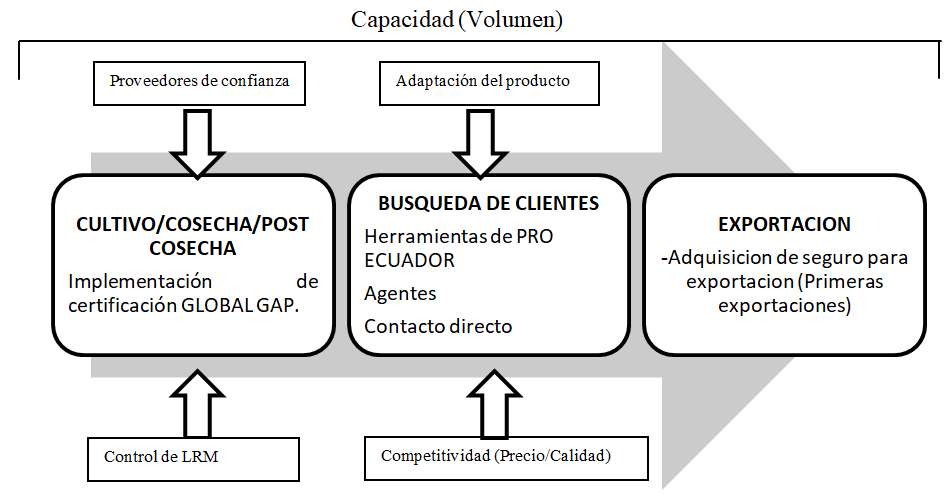 Capacidad (Volumen)
Proveedores de confianza
Adaptación del producto
CULTIVO/COSECHA/POST
COSECHA
Implementación de
certificación GLOBAL GAP.
BUSQUEDA DE CLIENTES
Herramientas de PRO
ECUADOR
Agentes
Contacto directo
EXPORTACION
-Adquisicion de seguro para
exportacion (Primeras
exportaciones)
Control de LRM
Competitividad (Precio/Calidad)